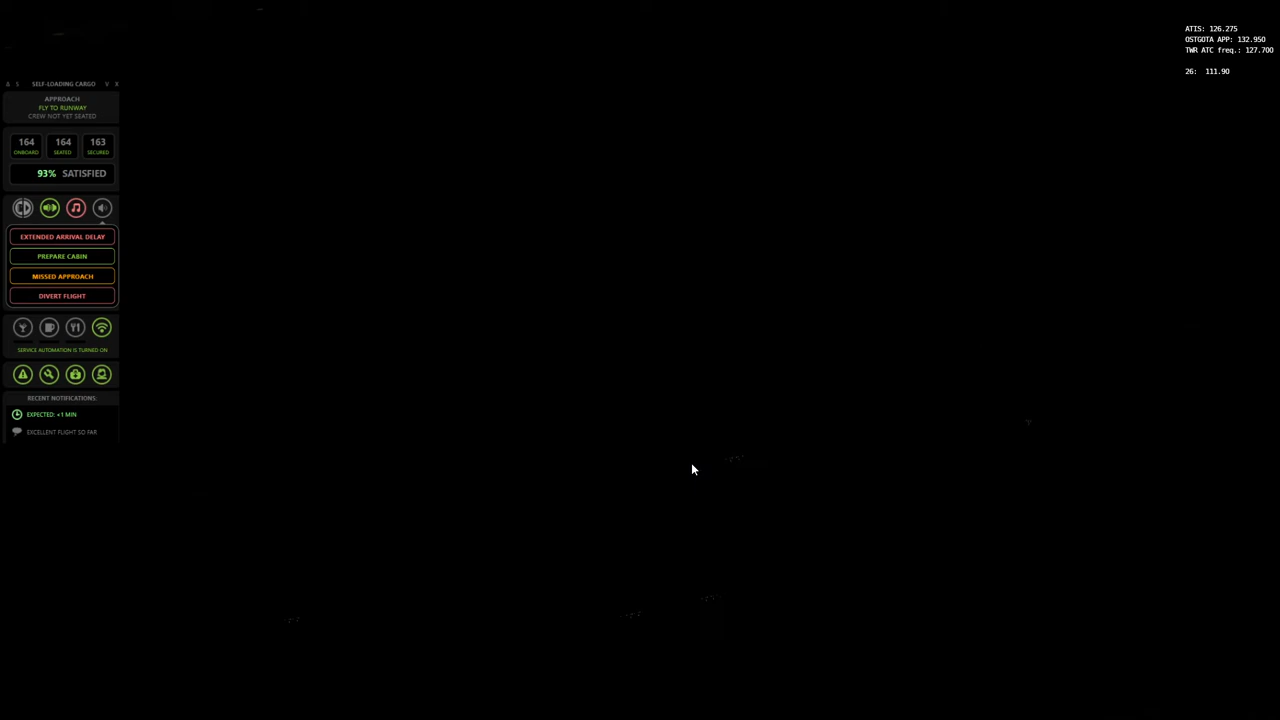 ATIS: 126.275
OSTGOTA APP: 132.950
TWR ATC freq.: 127.700
26: 111.90
& S SELF-LOADING CARGO V X
APPROACH
FLY TO RUNWAY
CREW NOT YET SEATED
164 164 163
ONBOARD SEATED SECURED
93% SATISFIED
EXTENDED ARRIVAL DELAY
PREPARE CABIN
MISSED APPROACH
DIVERT FLIGHT
SERVICE AUTOMATION IS TURNED ON
RECENT NOTIFICATIONS:
EXPECTED: <1 MIN
EXCELLENT FLIGHT SO FAR